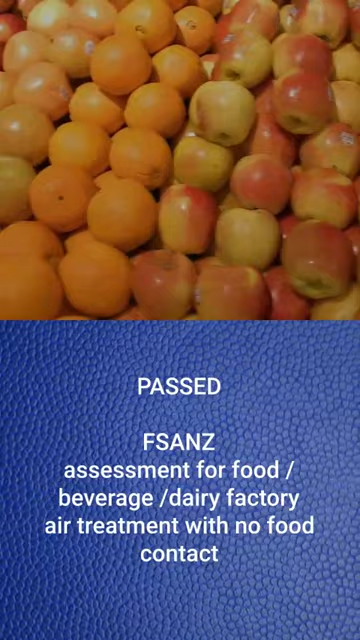 PASSED
FSANZ
assessment for food /
beverage /dairy factory
air treatment with no food
contact